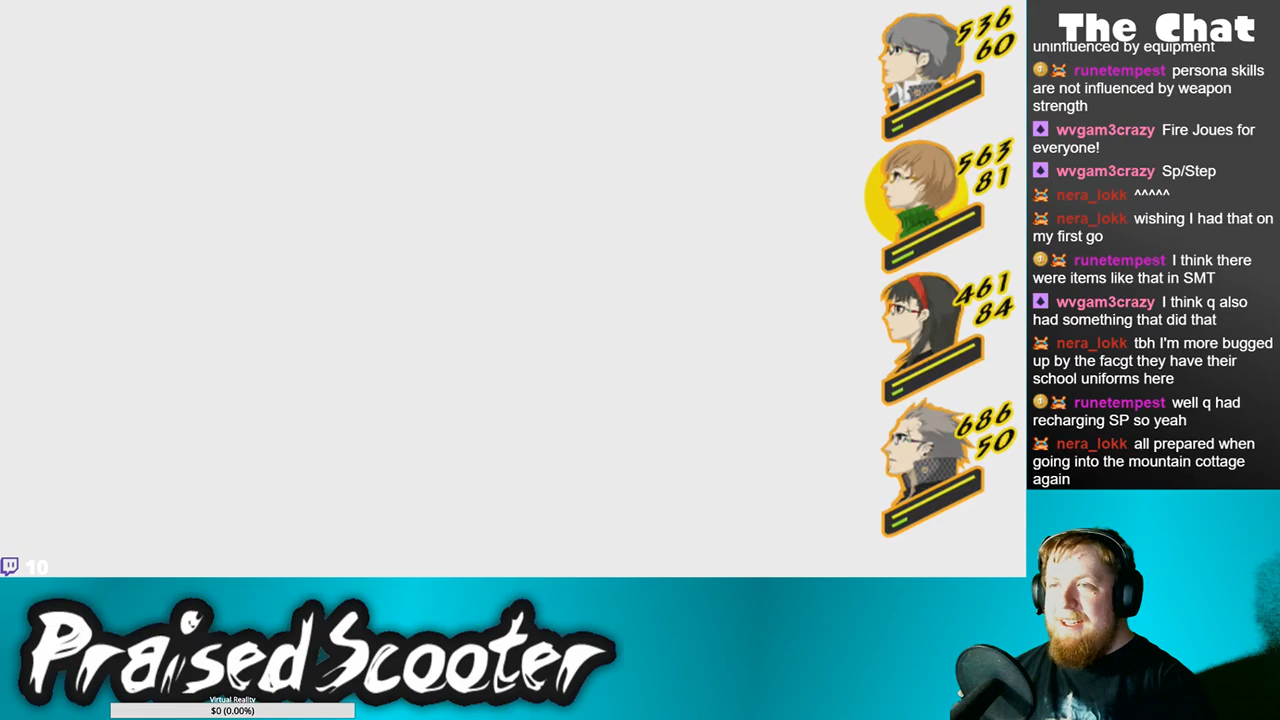 536
60
563
81
461
84
686
50
The Chat
uninfluenced by equipment
runetempest persona skills
are not influenced by weapon
strength
wvgam3crazy Fire Joues for
everyone!
wvgam3crazy Sp/Step
nera_lokk ^^^^^
nera_lokk wishing I had that on
my first go
runetempest I think there
were items like that in SMT
wvgam3crazy I think q also
had something that did that
nera_lokk tbh I'm more bugged
up by the facgt they have their
school uniforms here
runetempest well q had
recharging SP so yeah
nera_lokk all prepared when
going into the mountain cottage
again
10
PraisedScooter
Virtual Reality
$0 (0.00%)